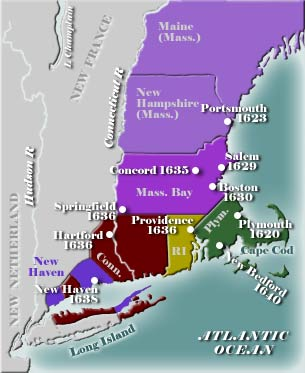 Maine
(Mass.)
L. Champlain
NEW FRANCE
Connecticut R
New
Hampshire
(Mass.)
Portsmouth
1623
Hudson R
Salem
1629
Concord 1635
Mass. Bay
Boston
1630
Springfield
1636
Providence
1636
Plym.
Plymouth
1620
Hartford
1636
NEW NETHERLAND
RI
Cape Cod
New
Haven
Conn.
New Haven
1638
New Bedford
1640
Long Island
ATLANTIC
OCEAN